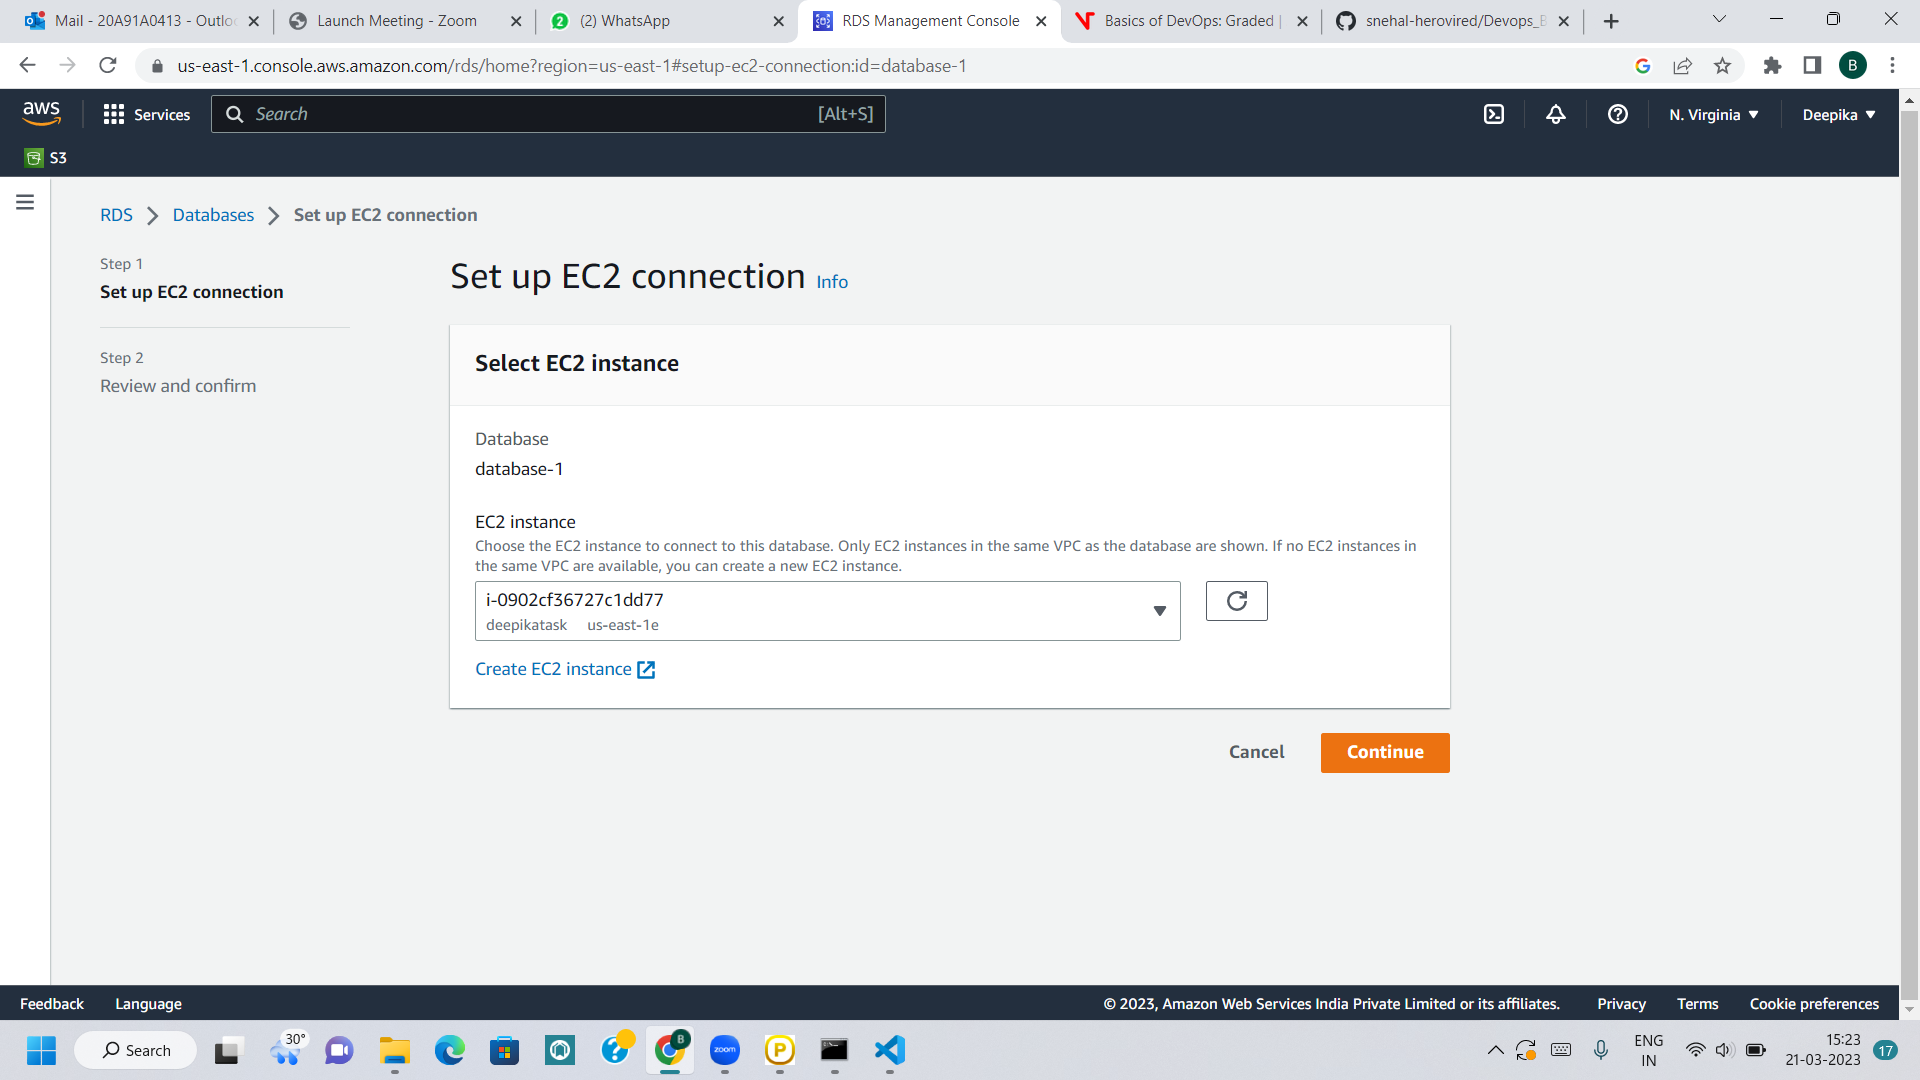 Mail - 20A91A0413 - Outlo
Launch Meeting - Zoom
(2) WhatsApp
RDS Management Console
Basics of DevOps: Graded |
snehal-herovired/Devops_B
us-east-1.console.aws.amazon.com/rds/home?region=us-east-1#setup-ec2-connection:id=database-1
B
aws
Services
Search
[Alt+S]
N. Virginia
Deepika
S3
RDS
Databases
Set up EC2 connection
Step 1
Set up EC2 connection
Step 2
Review and confirm
Set up EC2 connection Info
Select EC2 instance
Database
database-1
EC2 instance
Choose the EC2 instance to connect to this database. Only EC2 instances in the same VPC as the database are shown. If no EC2 instances in
the same VPC are available, you can create a new EC2 instance.
i-0902cf36727c1dd77
deepikatask us-east-1e
Create EC2 instance
Cancel
Continue
Feedback
Language
© 2023, Amazon Web Services India Private Limited or its affiliates.
Privacy
Terms
Cookie preferences
Search
30°
B
zoom
P
ENG
IN
15:23
21-03-2023
17